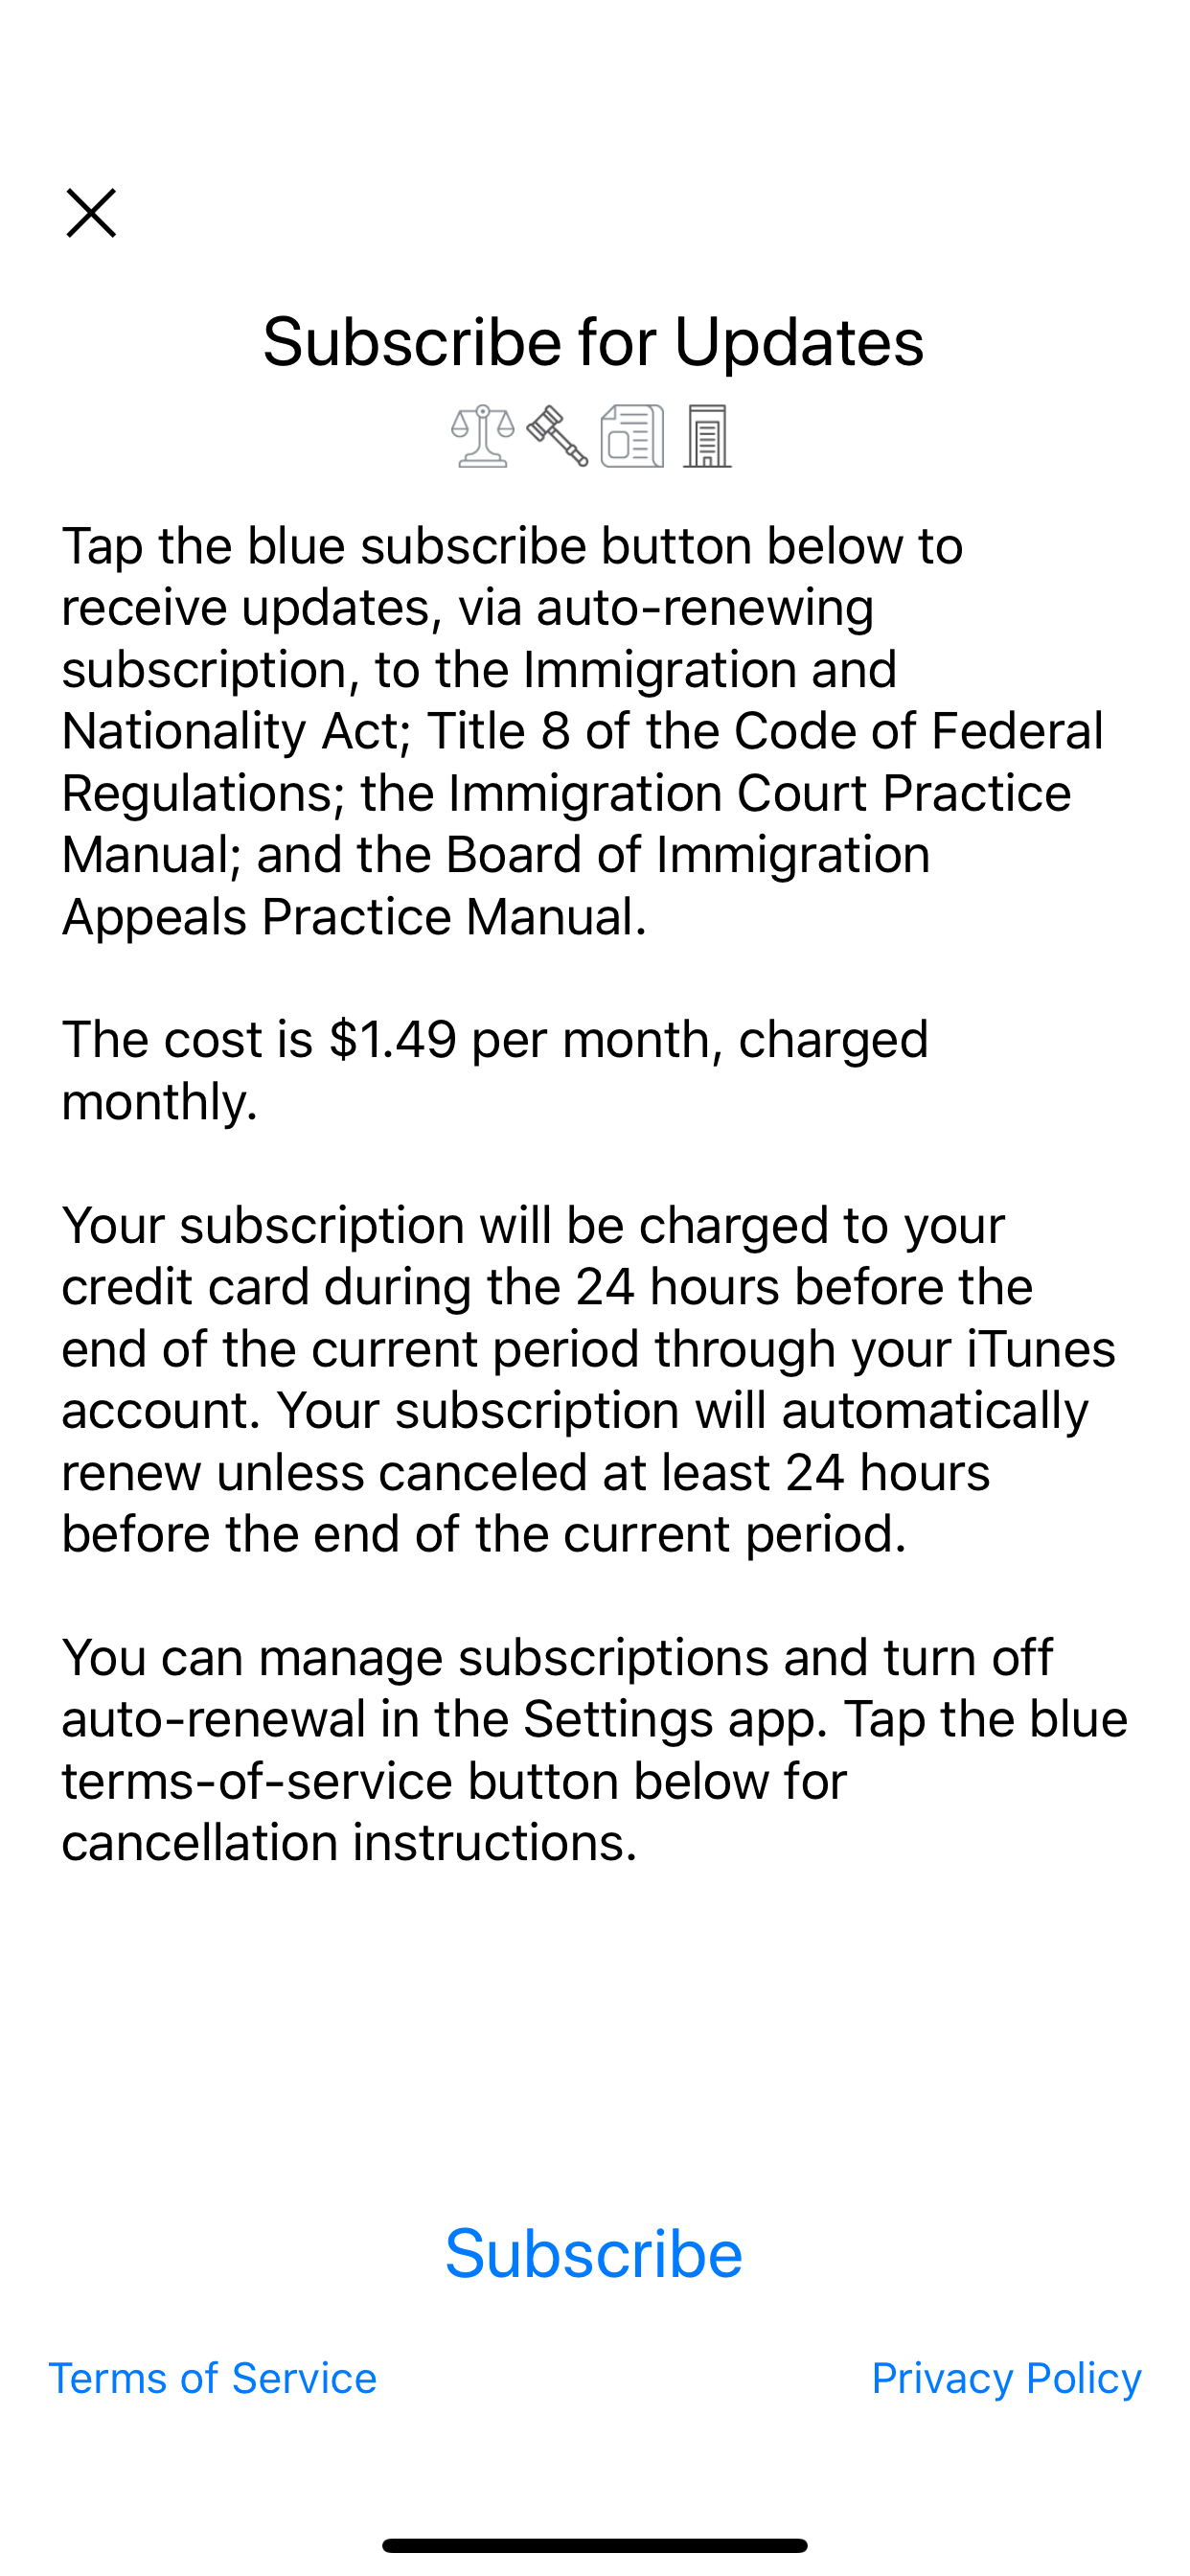 Subscribe for Updates
Tap the blue subscribe button below to
receive updates, via auto-renewing
subscription, to the Immigration and
Nationality Act; Title 8 of the Code of Federal
Regulations; the Immigration Court Practice
Manual; and the Board of Immigration
Appeals Practice Manual.
The cost is $1.49 per month, charged
monthly.
Your subscription will be charged to your
credit card during the 24 hours before the
end of the current period through your iTunes
account. Your subscription will automatically
renew unless canceled at least 24 hours
before the end of the current period.
You can manage subscriptions and turn off
auto-renewal in the Settings app. Tap the blue
terms-of-service button below for
cancellation instructions.
Subscribe
Terms of Service
Privacy Policy